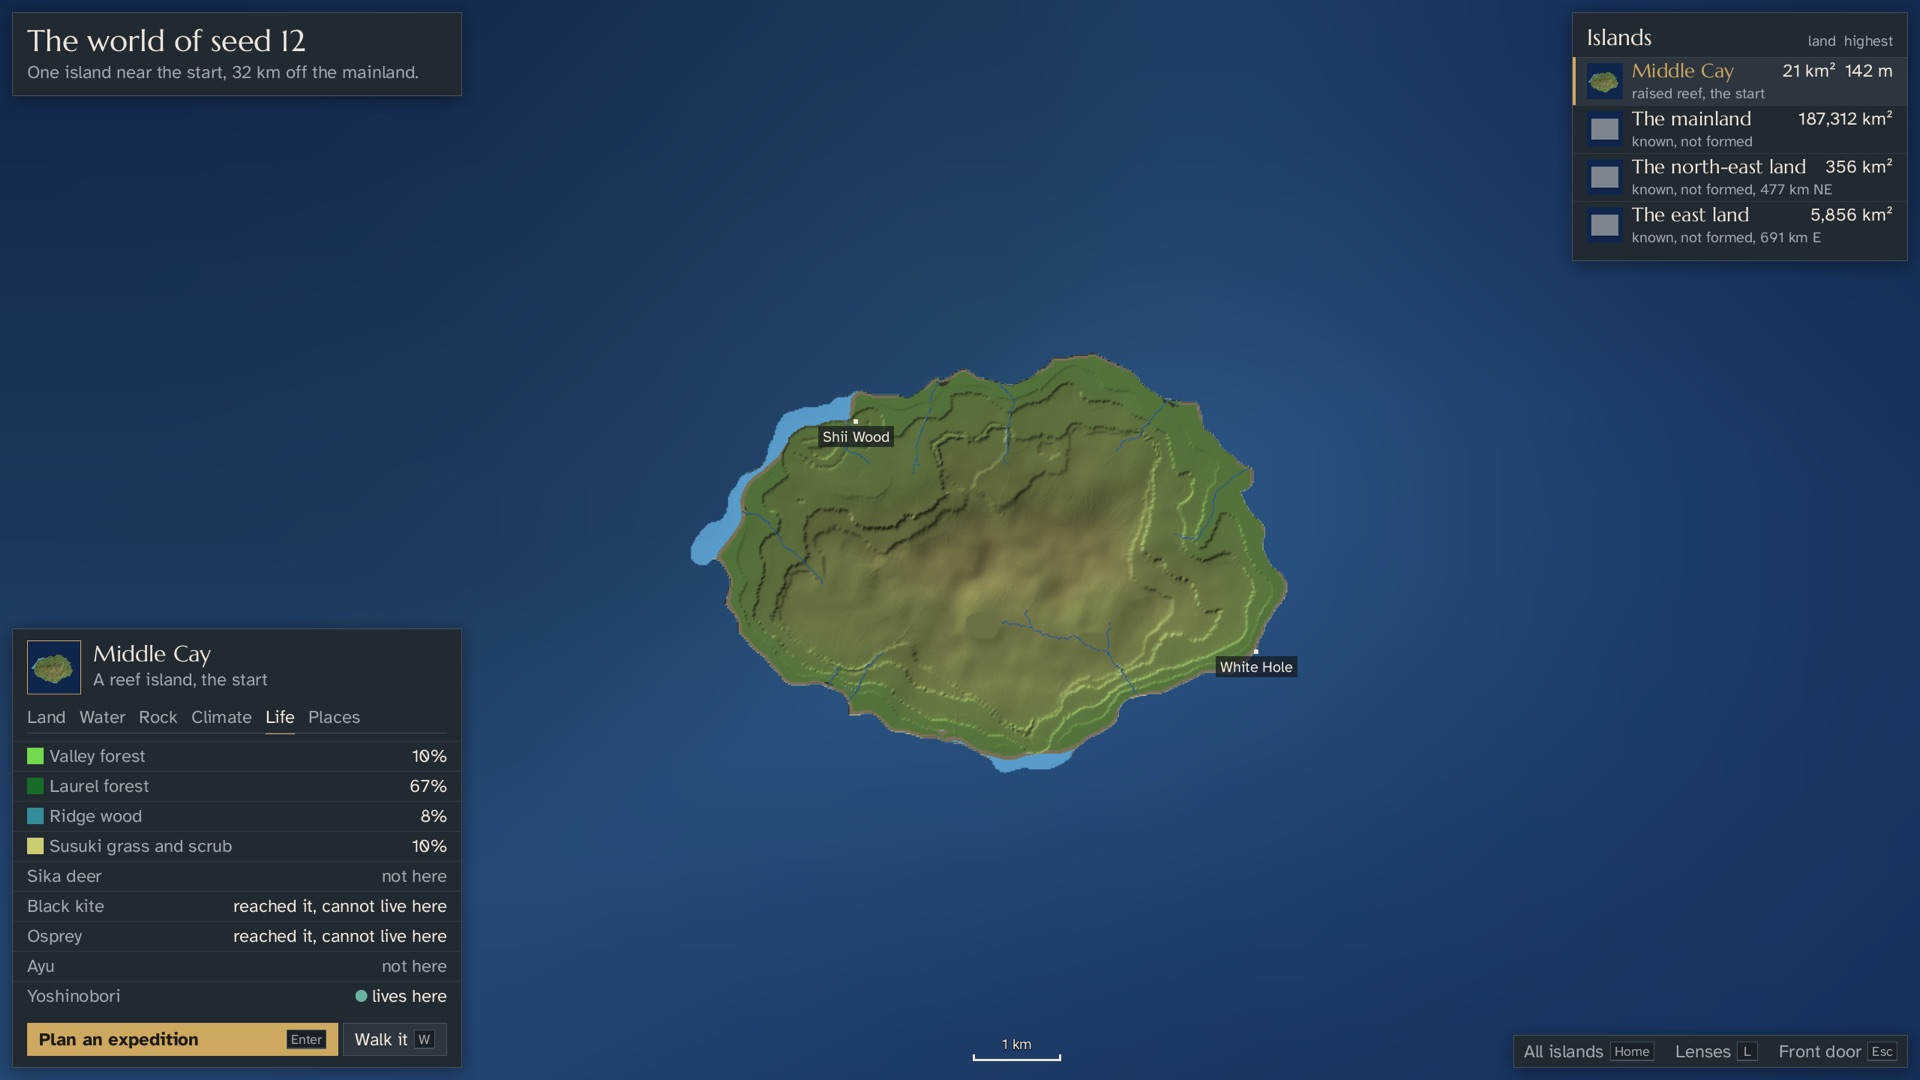 The world of seed 12
One island near the start, 32 km off the mainland.
Islands land highest
Middle Cay 21 km² 142 m
raised reef, the start
The mainland 187,312 km²
known, not formed
The north-east land 356 km²
known, not formed, 477 km NE
The east land 5,856 km²
known, not formed, 691 km E
Shii Wood
White Hole
Middle Cay
A reef island, the start
Land Water Rock Climate Life Places
Valley forest 10%
Laurel forest 67%
Ridge wood 8%
Susuki grass and scrub 10%
Sika deer not here
Black kite reached it, cannot live here
Osprey reached it, cannot live here
Ayu not here
Yoshinobori lives here
Plan an expedition Enter Walk it W
1 km
All islands Home Lenses L Front door Esc